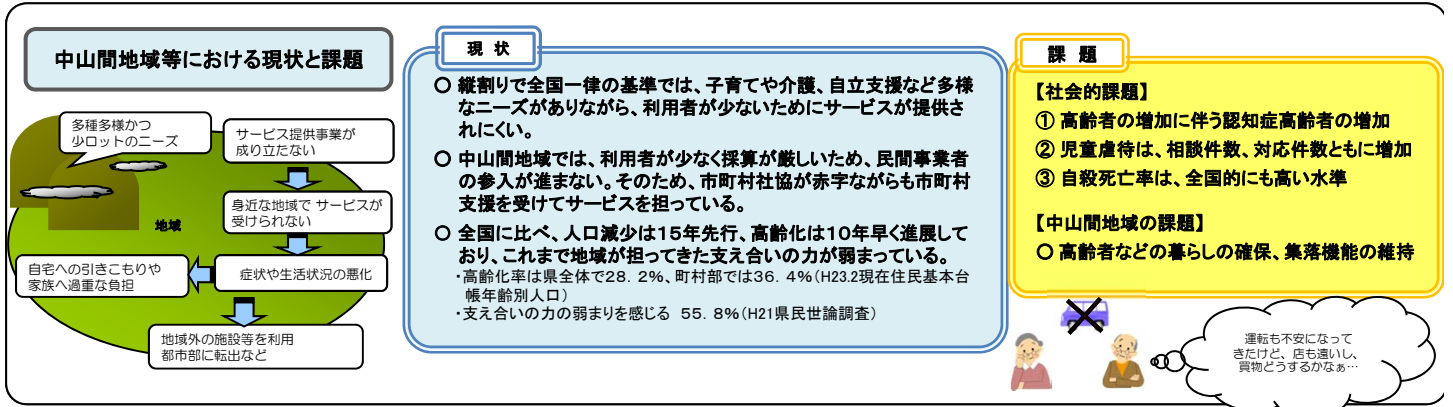 中山間地域等における現状と課題
多種多様かつ
少ロットのニーズ
サービス提供事業が
成り立たない
身近な地域で サービスが
受けられない
地域
自宅への引きこもりや
家族へ過重な負担
症状や生活状況の悪化
地域外の施設等を利用
都市部に転出など
現 状
○ 縦割りで全国一律の基準では、子育てや介護、自立支援など多様
なニーズがありながら、利用者が少ないためにサービスが提供さ
れにくい。
○ 中山間地域では、利用者が少なく採算が厳しいため、民間事業者
の参入が進まない。そのため、市町村社協が赤字ながらも市町村
支援を受けてサービスを担っている。
○ 全国に比べ、人口減少は15年先行、高齢化は10年早く進展して
おり、これまで地域が担ってきた支え合いの力が弱まっている。
・高齢化率は県全体で28．2％、町村部では36．4％（H23.2現在住民基本台
帳年齢別人口）
・支え合いの力の弱まりを感じる 55．8％（H21県民世論調査）
課 題
【社会的課題】
① 高齢者の増加に伴う認知症高齢者の増加
② 児童虐待は、相談件数、対応件数ともに増加
③ 自殺死亡率は、全国的にも高い水準
【中山間地域の課題】
○ 高齢者などの暮らしの確保、集落機能の維持
運転も不安になって
きたけど、店も遠いし、
買物どうするかなぁ…